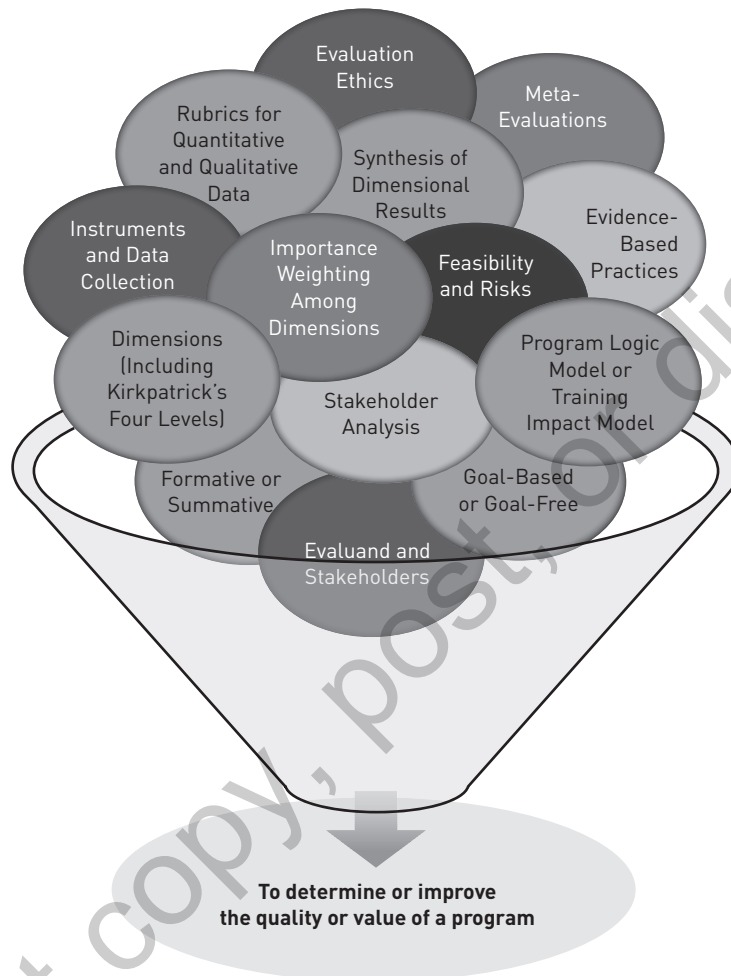 Evaluation
Ethics
Meta-
Evaluations
Rubrics for
Quantitative
and Qualitative
Data
Synthesis of
Dimensional
Results
Evidence-
Based
Practices
Instruments
and Data
Collection
Importance
Weighting
Among
Dimensions
Feasibility
and Risks
Dimensions
(Including
Kirkpatrick’s
Four Levels)
Stakeholder
Analysis
Program Logic
Model or
Training
Impact Model
Formative or
Summative
Goal-Based
or Goal-Free
Evaluand and
Stakeholders
To determine or improve
the quality or value of a program
copy, post, or